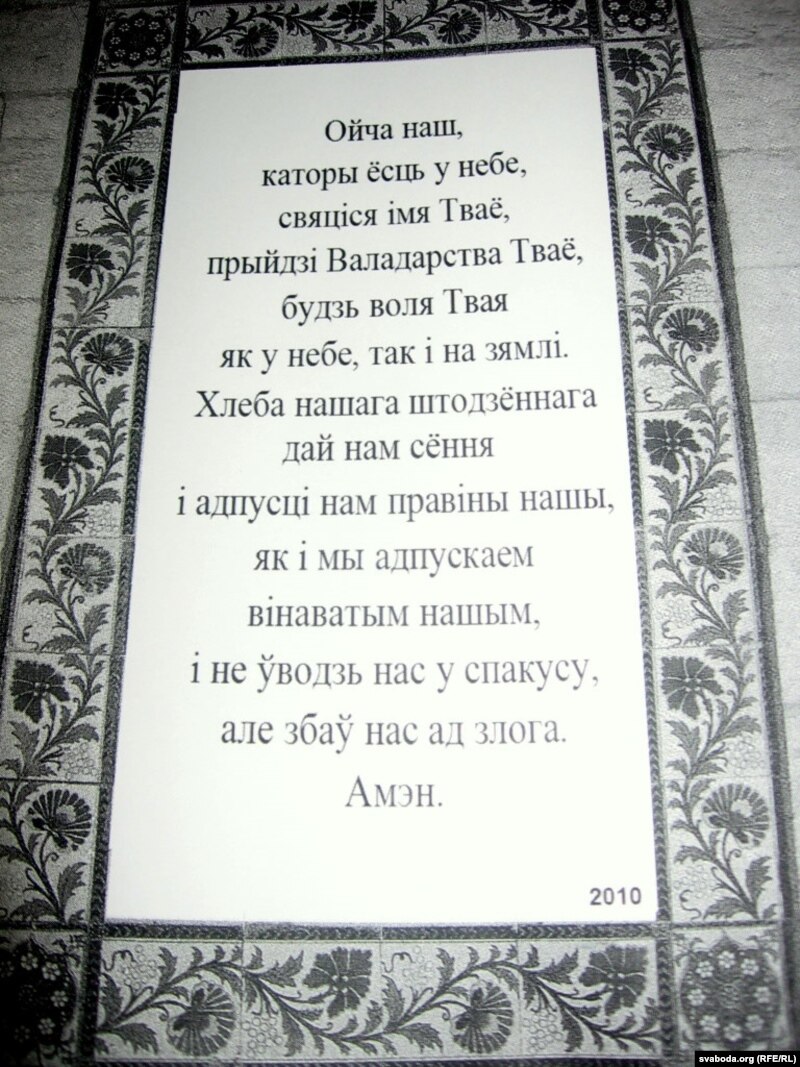 Ойча наш,
каторы ёсць у небе,
свяціся імя Тваё,
прыйдзі Валадарства Тваё,
будзь воля Твая
як у небе, так і на зямлі.
Хлеба нашага штодзённага
дай нам сёння
і адпусці нам правіны нашы,
як і мы адпускаем
вінаватым нашым,
і не ўводзь нас у спакусу,
але збаў нас ад злога.
Амэн.
2010
svaboda.org (RFE/RL)